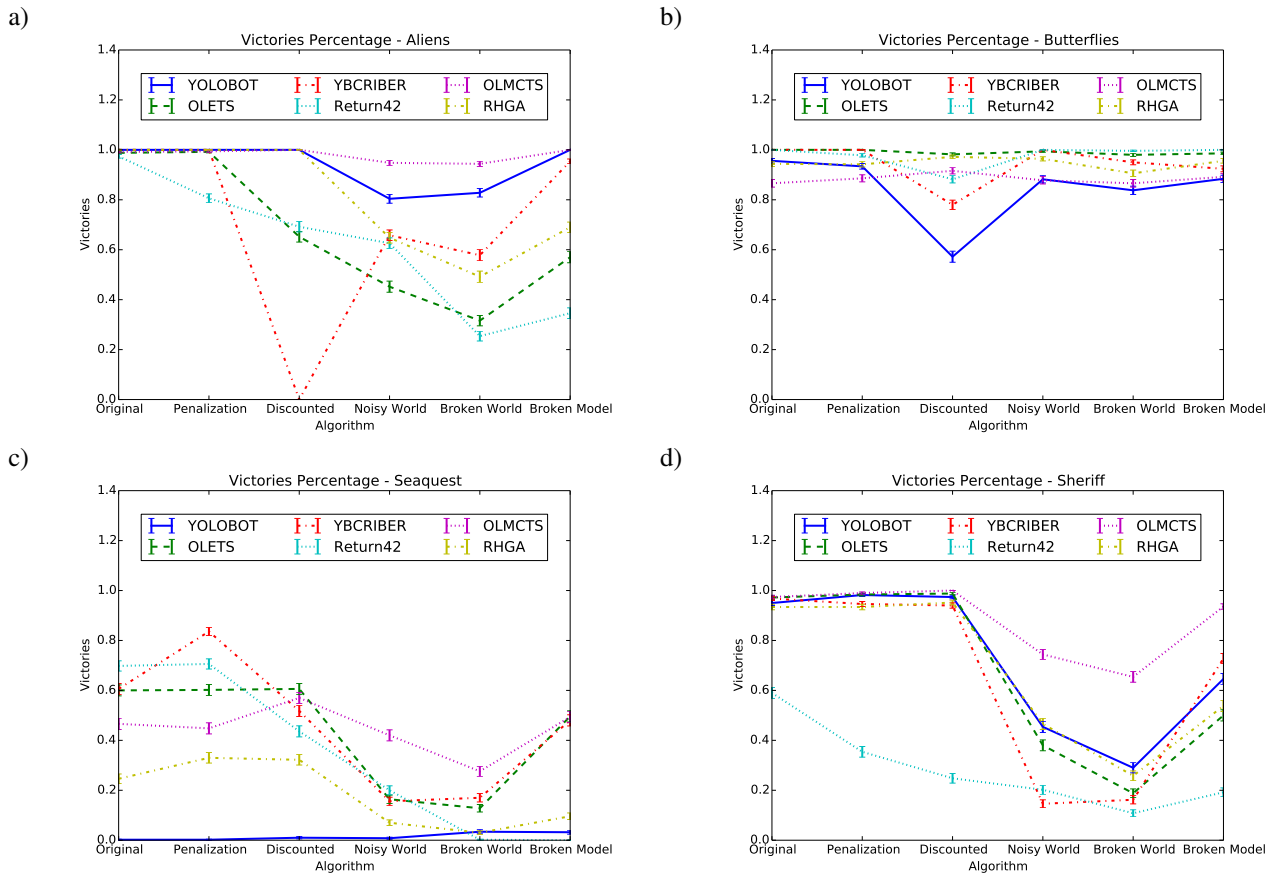 a)
Victories Percentage - Aliens
1.4
1.2
1.0
0.8
0.6
0.4
0.2
0.0
Victories
YOLOBOT
OLETS
YBCRIBER
Return42
OLMCTS
RHGA
Original Penalization Discounted Noisy World Broken World Broken Model
Algorithm
b)
Victories Percentage - Butterflies
1.4
1.2
1.0
0.8
0.6
0.4
0.2
0.0
Victories
YOLOBOT
OLETS
YBCRIBER
Return42
OLMCTS
RHGA
Original Penalization Discounted Noisy World Broken World Broken Model
Algorithm
c)
Victories Percentage - Seaquest
1.4
1.2
1.0
0.8
0.6
0.4
0.2
0.0
Victories
YOLOBOT
OLETS
YBCRIBER
Return42
OLMCTS
RHGA
Original Penalization Discounted Noisy World Broken World Broken Model
Algorithm
d)
Victories Percentage - Sheriff
1.4
1.2
1.0
0.8
0.6
0.4
0.2
0.0
Victories
YOLOBOT
OLETS
YBCRIBER
Return42
OLMCTS
RHGA
Original Penalization Discounted Noisy World Broken World Broken Model
Algorithm